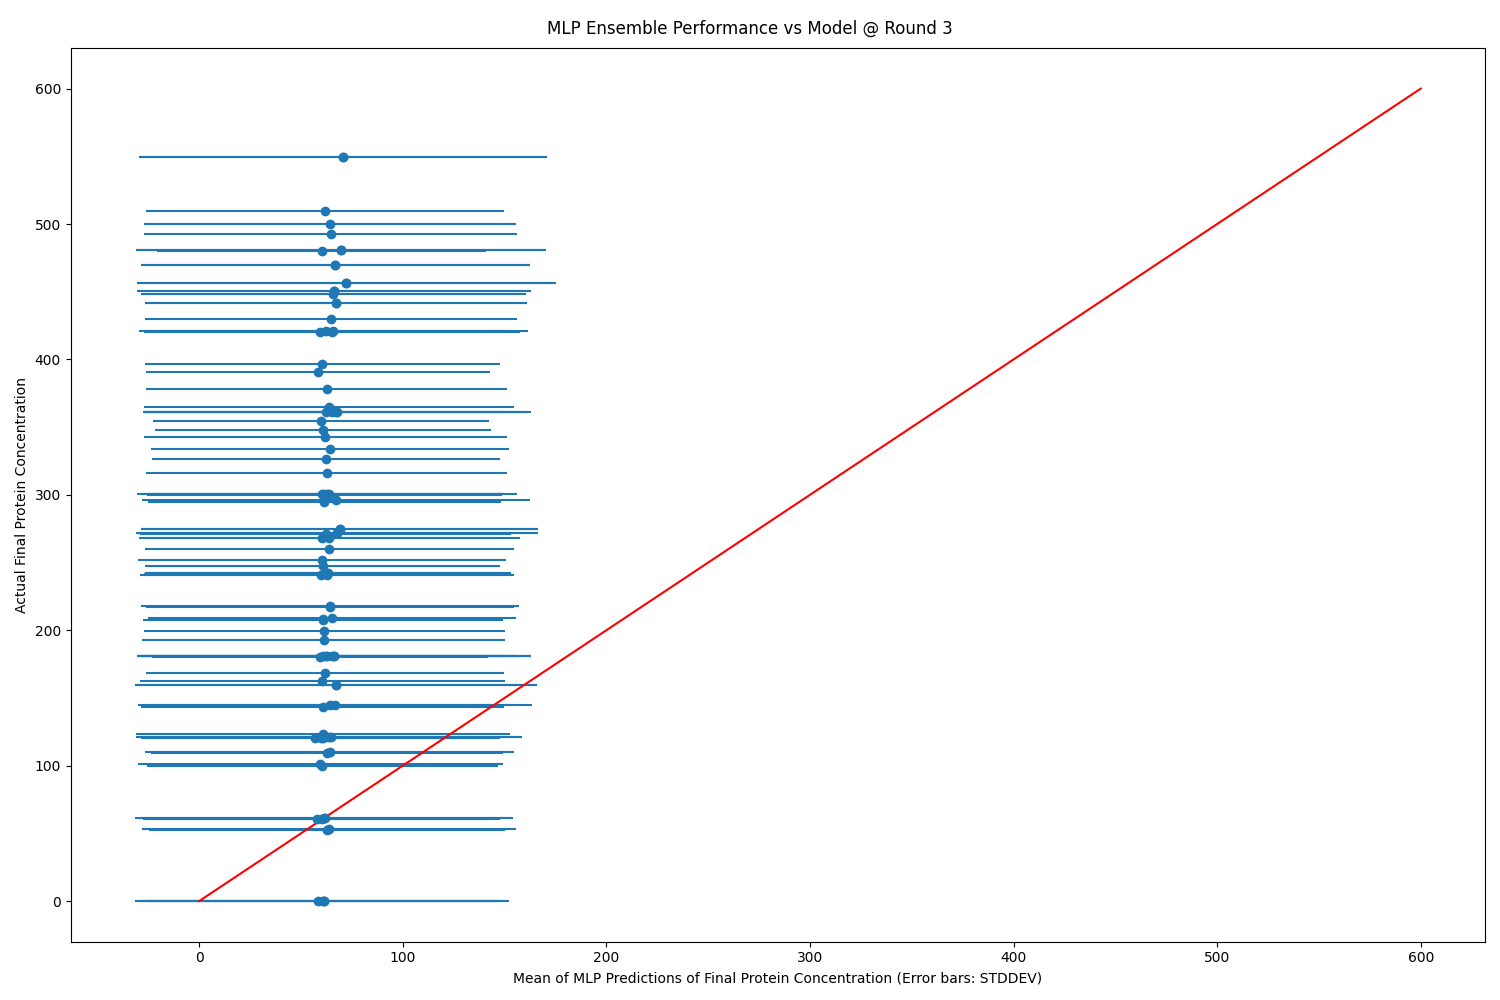 MLP Ensemble Performance vs Model @ Round 3
600
500
400
300
200
100
0
Actual Final Protein Concentration
0 100 200 300 400 500 600
Mean of MLP Predictions of Final Protein Concentration (Error bars: STDDEV)